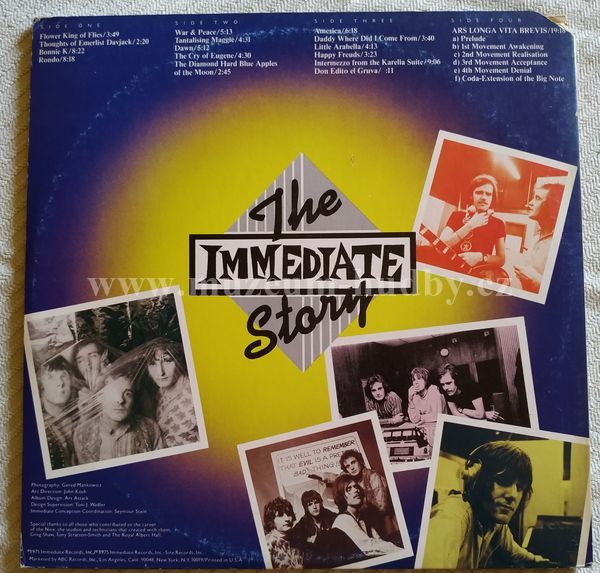 SIDE ONE
Flower King of Flies/3:49
Thoughts of Emerlist Davjack/2:20
Bonnie K/8:22
Rondo/8:18
SIDE TWO
War & Peace/5:13
Tantalising Maggie/4:31
Dawn/5:12
The Cry of Eugene/4:30
The Diamond Hard Blue Apples
of the Moon/2:45
SIDE THREE
America/6:18
Daddy Where Did I Come From/3:40
Little Arabella/4:13
Happy Freuds/3:23
Intermezzo from the Karelia Suite/9:06
Don Edito el Gruva/ :11
SIDE FOUR
ARS LONGA VITA BREVIS/19:18
a) Prelude
b) 1st Movement Awakening
c) 2nd Movement Realisation
d) 3rd Movement Acceptance
e) 4th Movement Denial
f) Coda-Extension of the Big Note
The
IMMEDIATE
Story
IT IS WELL TO REMEMBER
THAT EVIL IS A PRE
BAD THING
Photography: Gered Mankowitz
Art Direction: John Kosh
Album Design: Art Attack
Design Supervision: Toni J. Wadler
Immediate Conception Coordination: Seymour Stein
Special thanks to all those who contributed to the career
of the Nice, the studios and technicians that created with them,
Greg Shaw, Tony Stratton-Smith and The Royal Albert Hall.
℗1975 Immediate Records, Inc./©1975 Immediate Records, Inc.-Sire Records, Inc.
Marketed by ABC Records, Inc., Los Angeles, Calif. 90048, New York, N.Y. 10019/Printed in U.S.A.